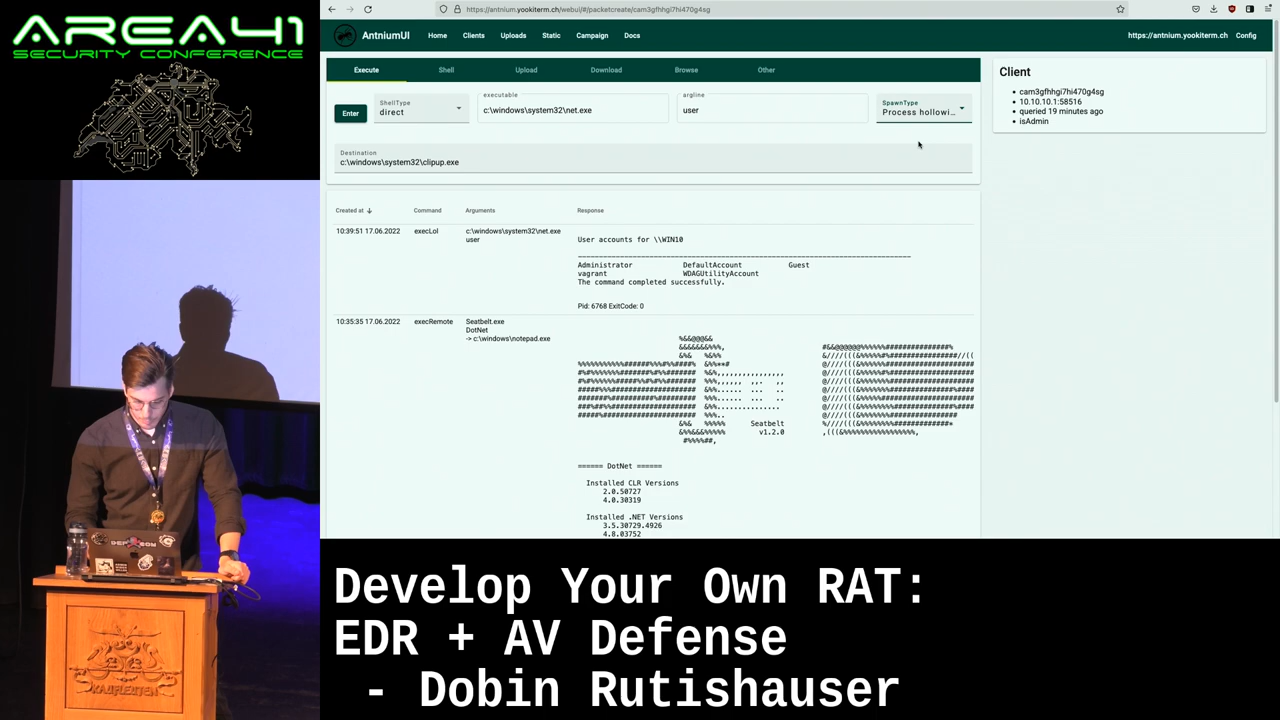 AREA41
SECURITY CONFERENCE
https://antnium.yookiterm.ch/webui/#/packetcreate/cam3gfhhgi7hi470g4sg
AntniumUI
Home
Clients
Uploads
Static
Campaign
Docs
https://antnium.yookiterm.ch
Config
Execute
Shell
Upload
Download
Browse
Other
Enter
ShellType
direct
executable
c:\windows\system32\net.exe
argline
user
SpawnType
Process hollowi...
Destination
c:\windows\system32\clipup.exe
Client
cam3gfhhgi7hi470g4sg
10.10.10.1:58516
queried 19 minutes ago
isAdmin
Created at
Command
Arguments
Response
10:39:51 17.06.2022
execLol
c:\windows\system32\net.exe
user
User accounts for \\WIN10
Administrator DefaultAccount Guest
vagrant WDAGUtilityAccount
The command completed successfully.
Pid: 6768 ExitCode: 0
10:35:35 17.06.2022
execRemote
Seatbelt.exe
DotNet
-> c:\windows\notepad.exe
Seatbelt
v1.2.0
====== DotNet ======
Installed CLR Versions
2.0.50727
4.0.30319
Installed .NET Versions
3.5.30729.4926
4.8.03752
KAUFLEUTEN
Develop Your Own RAT:
EDR + AV Defense
- Dobin Rutishauser